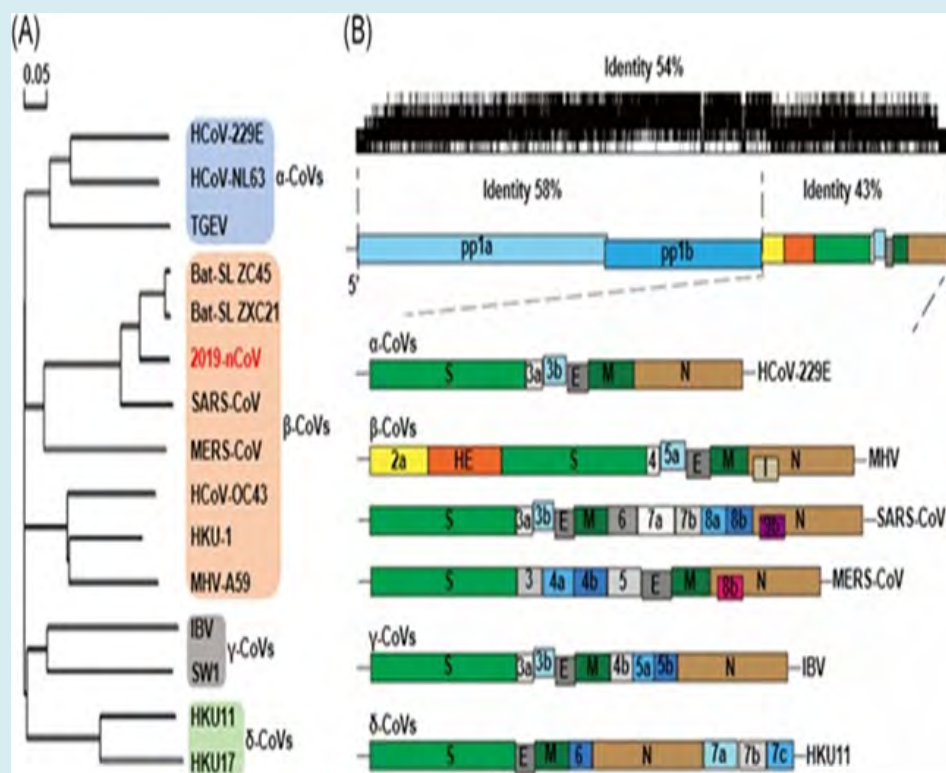 (A)
0.05
HCoV-229E
HCoV-NL63
α-CoVs
TGEV
Bat-SL ZC45
Bat-SL ZXC21
2019-nCoV
SARS-CoV
β-CoVs
MERS-CoV
HCoV-OC43
HKU-1
MHV-A59
IBV
γ-CoVs
SW1
HKU11
δ-CoVs
HKU17
(B)
Identity 54%
Identity 58%
Identity 43%
pp1a
pp1b
5'
α-CoVs
S 3a 3b E M N HCoV-229E
β-CoVs
2a HE S 4 5a E M I N MHV
S 3a 3b E M 6 7a 7b 8a 8b 9b N SARS-CoV
S 3 4a 4b 5 E M 8b N MERS-CoV
γ-CoVs
S 3a 3b E M 4b 5a 5b N IBV
δ-CoVs
S E M 6 N 7a 7b 7c HKU11